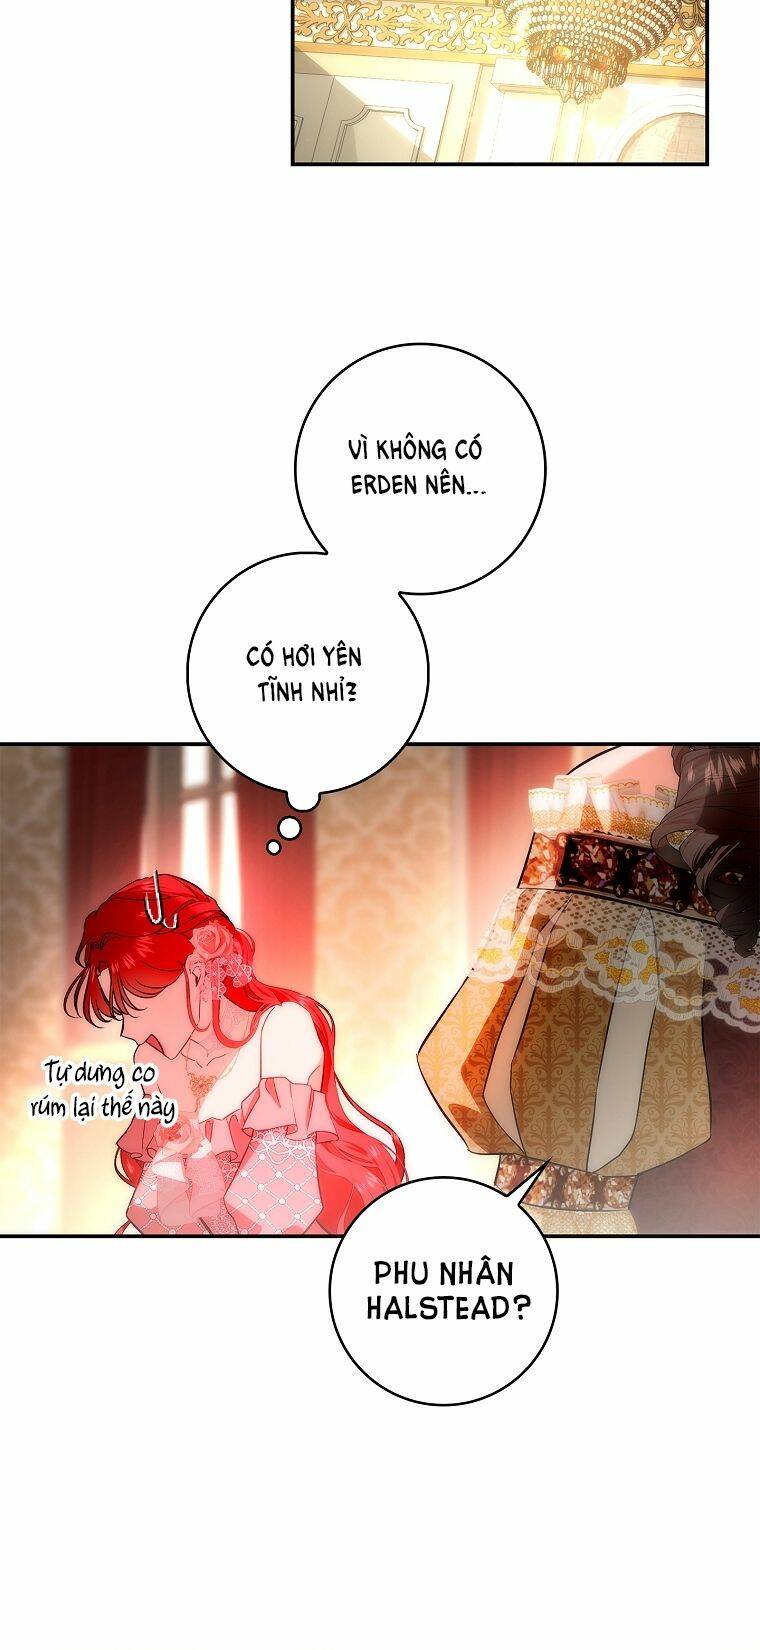 VÌ KHÔNG CÓ
ERDEN NÊN...
CÓ HƠI YÊN
TĨNH NHỈ?
Tự dưng co
rúm lại thế này
PHU NHÂN
HALSTEAD?